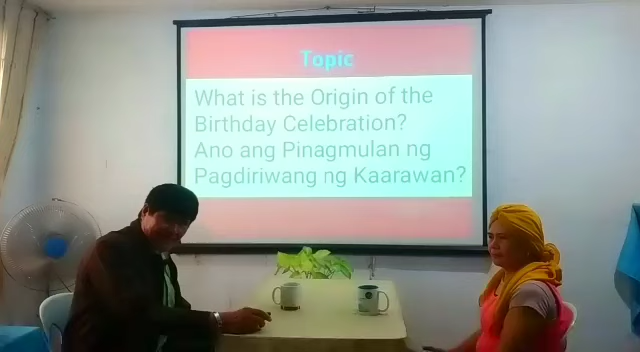 Topic
What is the Origin of the
Birthday Celebration?
Ano ang Pinagmulan ng
Pagdiriwang ng Kaarawan?